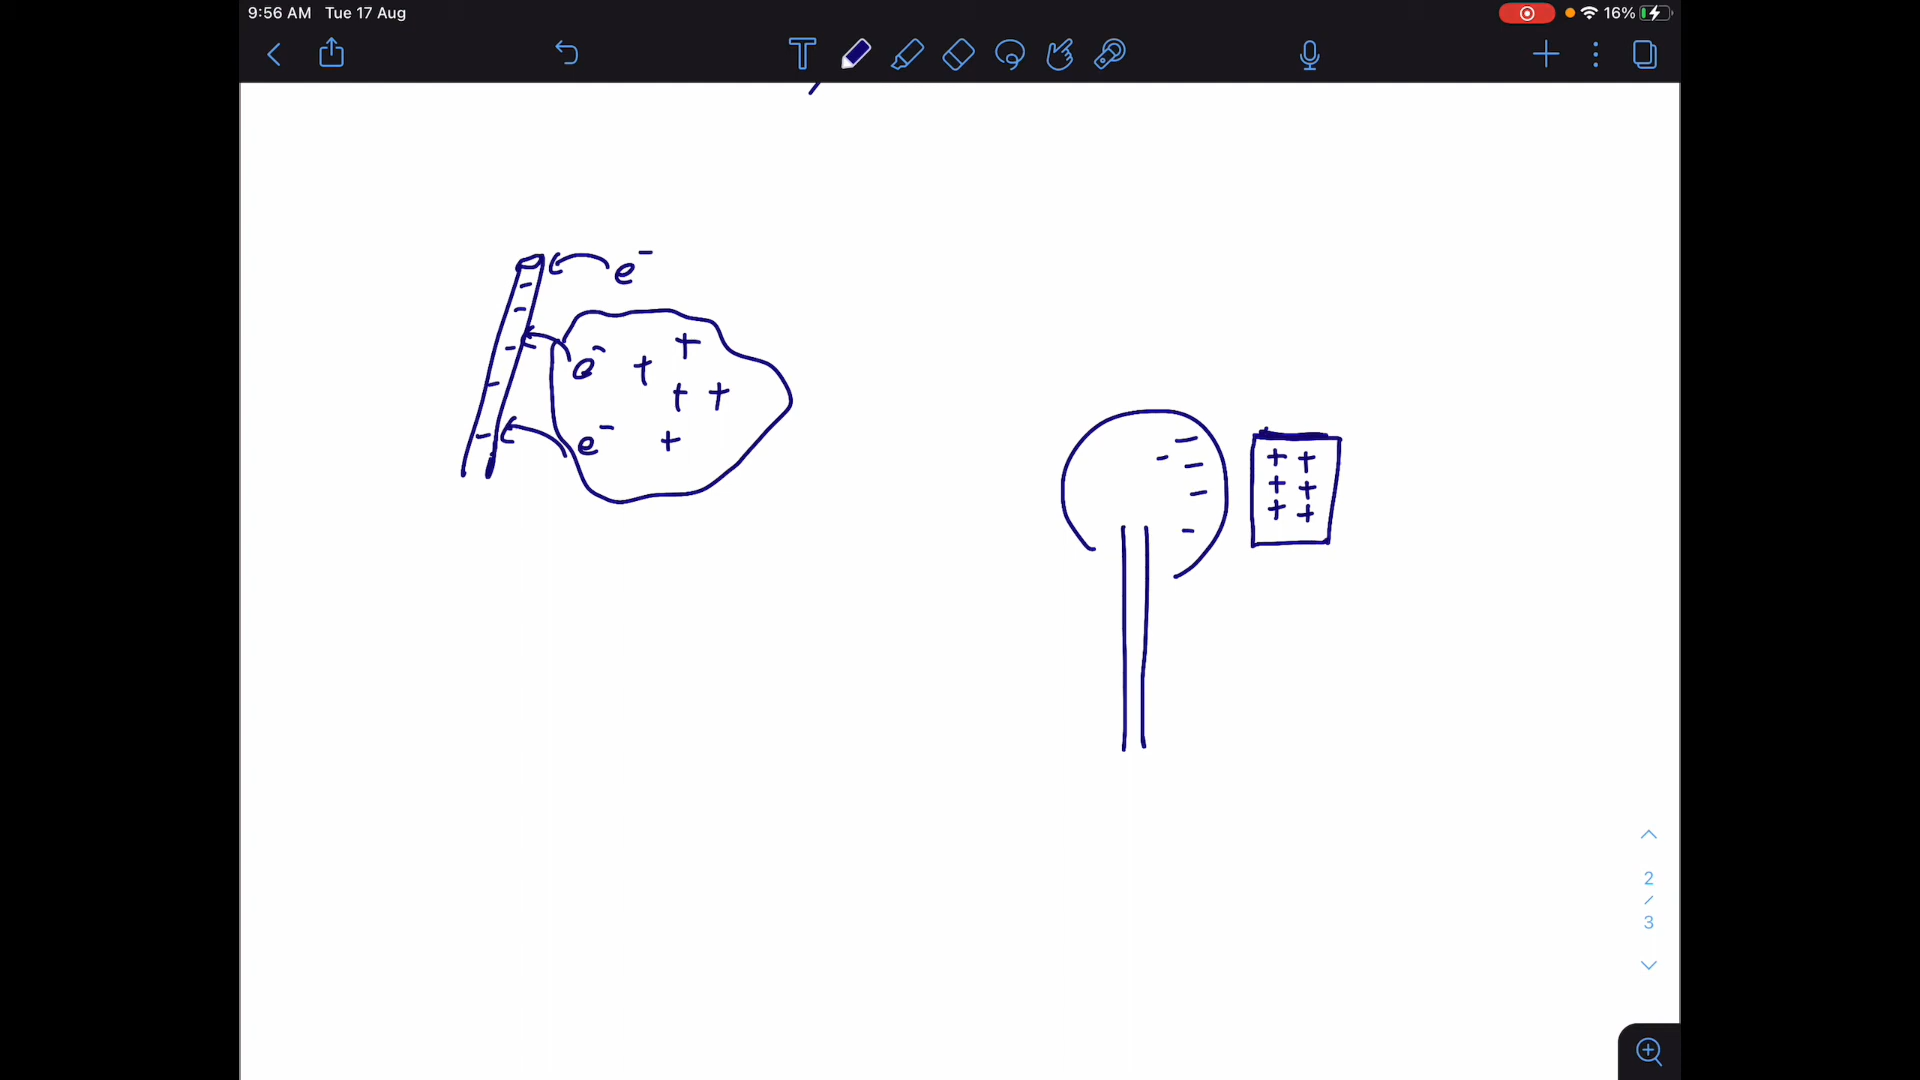 9:56 AM Tue 17 Aug
16%
T
e⁻
- - - - -
e⁻ + +
+ +
e⁻ +
- - - - -
+ +
+ +
+ +
2
/
3